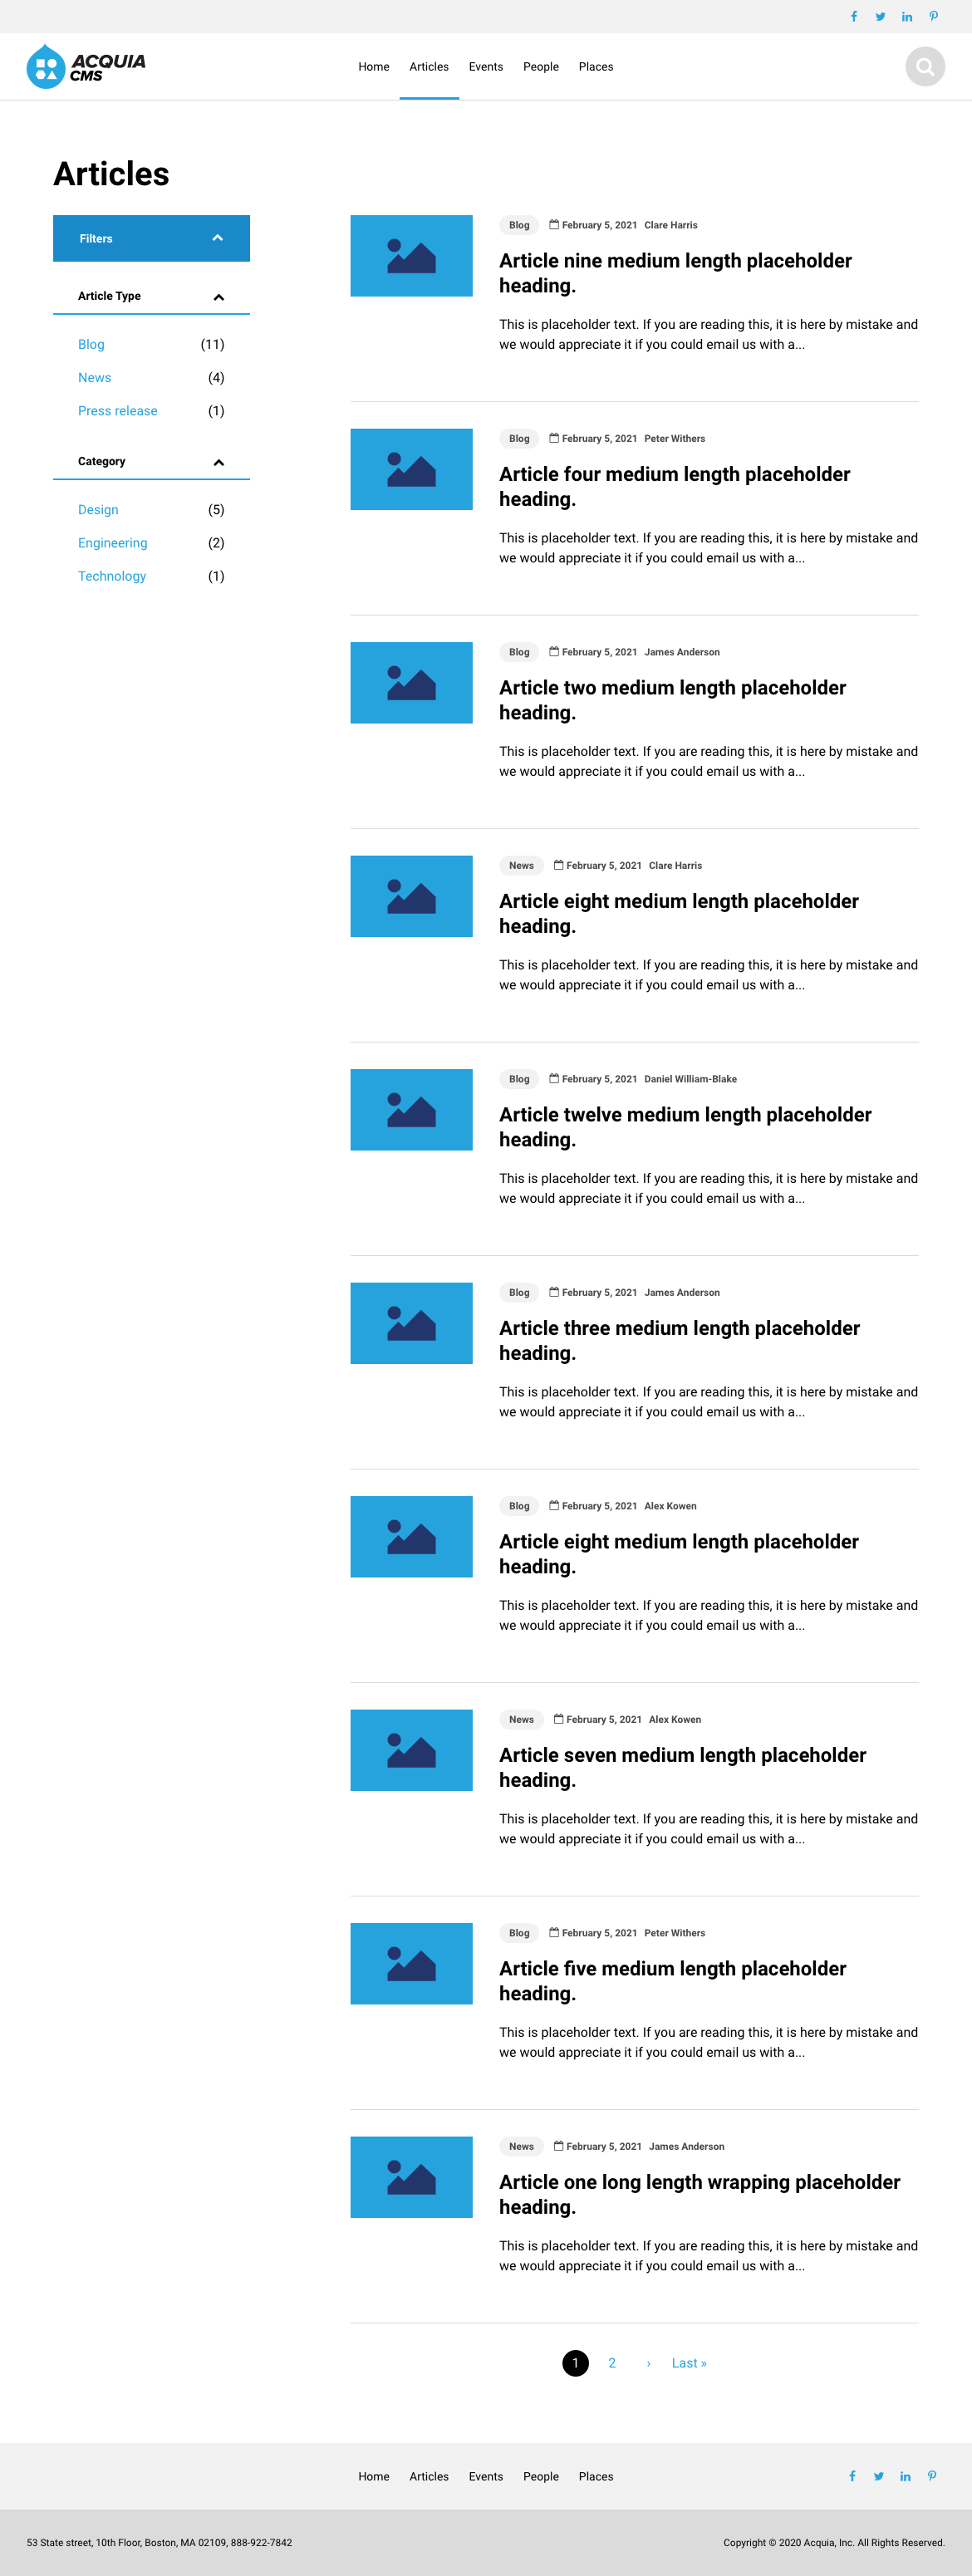 ACQUIA
CMS
Home Articles Events People Places
Articles
Filters
Article Type
Blog (11)
News (4)
Press release (1)
Category
Design (5)
Engineering (2)
Technology (1)
Blog February 5, 2021 Clare Harris
Article nine medium length placeholder
heading.
This is placeholder text. If you are reading this, it is here by mistake and
we would appreciate it if you could email us with a...
Blog February 5, 2021 Peter Withers
Article four medium length placeholder
heading.
This is placeholder text. If you are reading this, it is here by mistake and
we would appreciate it if you could email us with a...
Blog February 5, 2021 James Anderson
Article two medium length placeholder
heading.
This is placeholder text. If you are reading this, it is here by mistake and
we would appreciate it if you could email us with a...
News February 5, 2021 Clare Harris
Article eight medium length placeholder
heading.
This is placeholder text. If you are reading this, it is here by mistake and
we would appreciate it if you could email us with a...
Blog February 5, 2021 Daniel William-Blake
Article twelve medium length placeholder
heading.
This is placeholder text. If you are reading this, it is here by mistake and
we would appreciate it if you could email us with a...
Blog February 5, 2021 James Anderson
Article three medium length placeholder
heading.
This is placeholder text. If you are reading this, it is here by mistake and
we would appreciate it if you could email us with a...
Blog February 5, 2021 Alex Kowen
Article eight medium length placeholder
heading.
This is placeholder text. If you are reading this, it is here by mistake and
we would appreciate it if you could email us with a...
News February 5, 2021 Alex Kowen
Article seven medium length placeholder
heading.
This is placeholder text. If you are reading this, it is here by mistake and
we would appreciate it if you could email us with a...
Blog February 5, 2021 Peter Withers
Article five medium length placeholder
heading.
This is placeholder text. If you are reading this, it is here by mistake and
we would appreciate it if you could email us with a...
News February 5, 2021 James Anderson
Article one long length wrapping placeholder
heading.
This is placeholder text. If you are reading this, it is here by mistake and
we would appreciate it if you could email us with a...
1 2 › Last »
Home Articles Events People Places
53 State street, 10th Floor, Boston, MA 02109, 888-922-7842
Copyright © 2020 Acquia, Inc. All Rights Reserved.